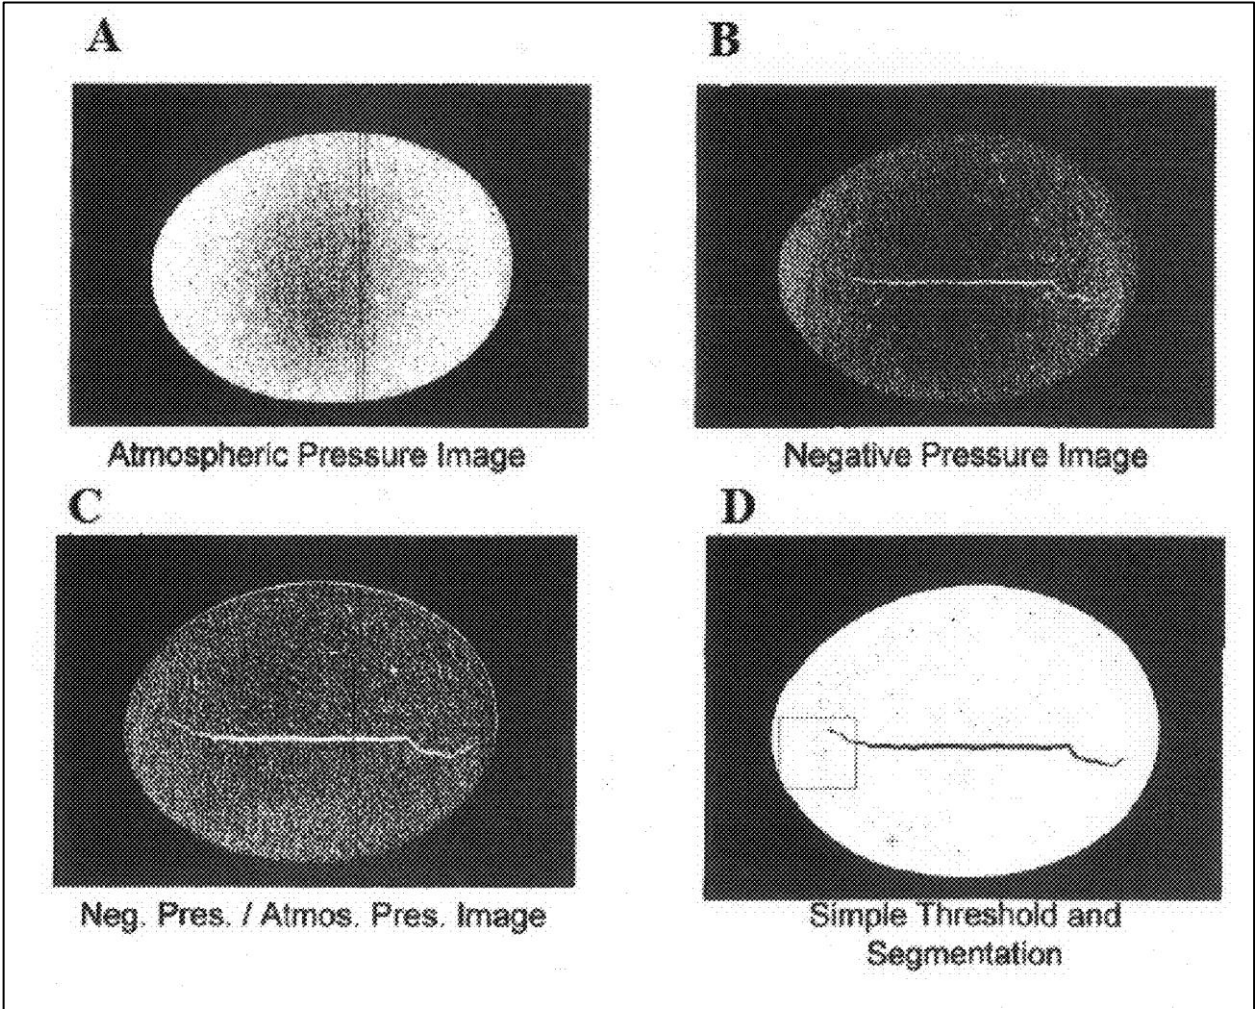 A
B
Atmospheric Pressure Image
Negative Pressure Image
C
D
Neg. Pres. / Atmos. Pres. Image
Simple Threshold and
Segmentation